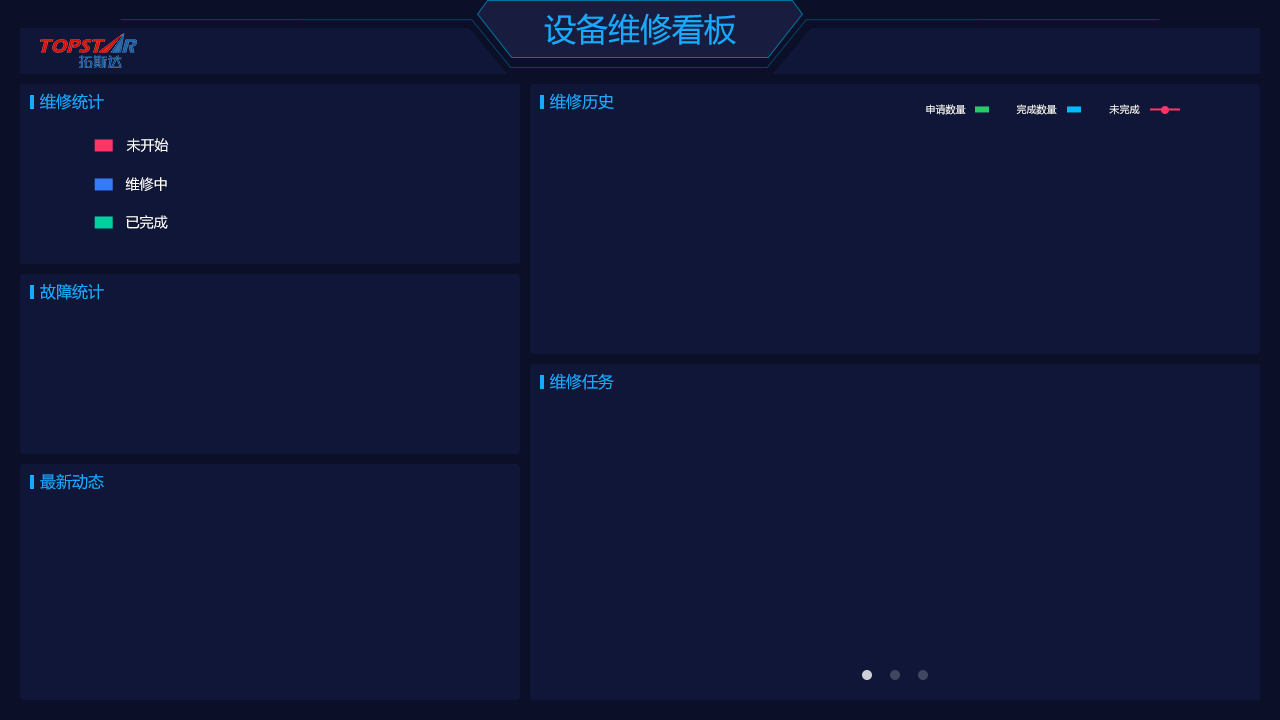 设备维修看板
TOPSTAR
拓斯达
维修统计
未开始
维修中
已完成
故障统计
最新动态
维修历史
申请数量 完成数量 未完成
维修任务